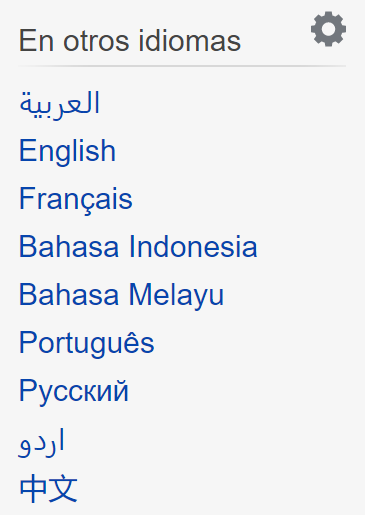 En otros idiomas
العربية
English
Français
Bahasa Indonesia
Bahasa Melayu
Português
Русский
اردو
中文